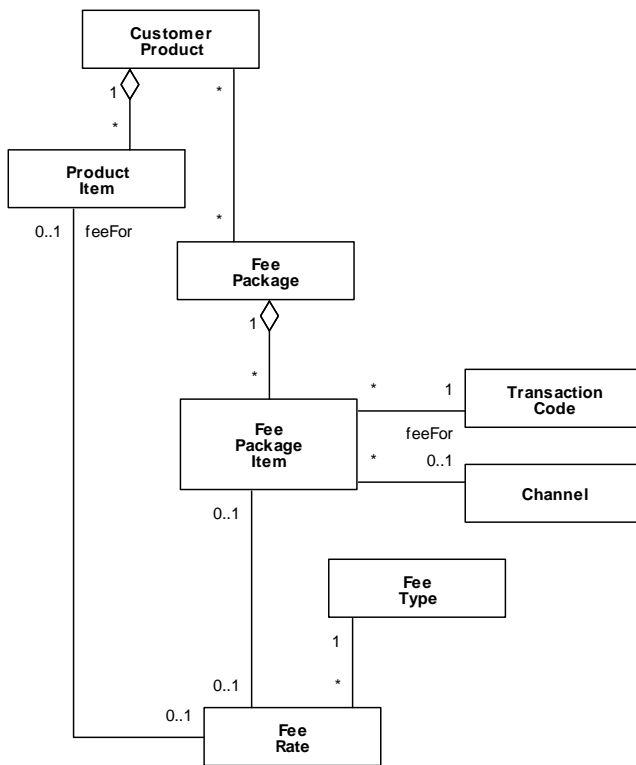 Customer
Product
1
*
*
Product
Item
0..1 feeFor
*
Fee
Package
1
*
Fee
Package
Item
* 1
Transaction
Code
feeFor
* 0..1
Channel
0..1
Fee
Type
1
0..1 *
0..1
Fee
Rate